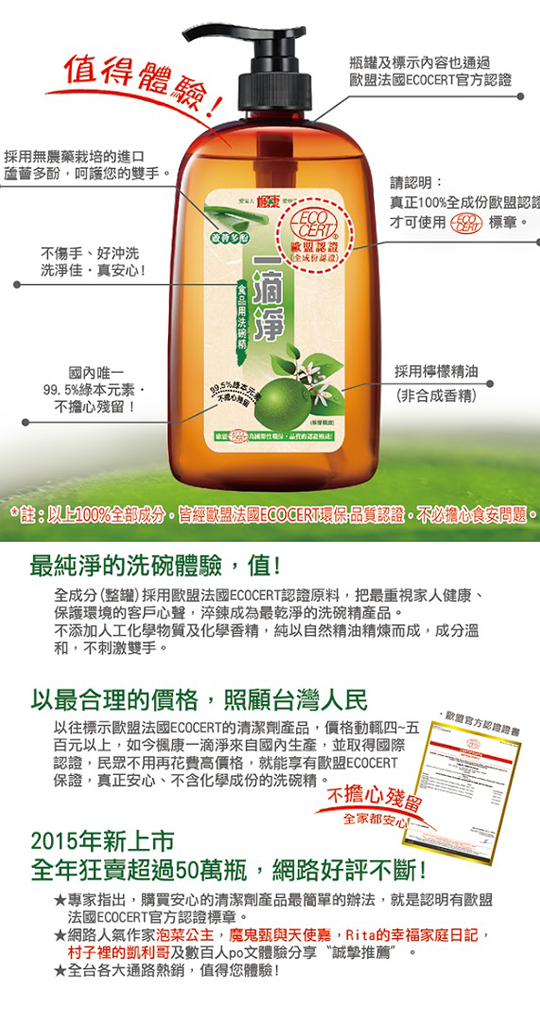 值得體驗!
瓶罐及標示內容也通過
歐盟法國ECOCERT官方認證
採用無農藥栽培的進口
蘆薈多酚，呵護您的雙手。
請認明：
真正100%全成份歐盟認證
才可使用 ECO CERT 標章。
不傷手、好沖洗
洗淨佳．真安心!
國內唯一
99.5%綠本元素．
不擔心殘留！
採用檸檬精油
(非合成香精)
愛家人 楓康
蘆薈多酚
ECO
CERT®
歐盟認證
(全成份認證)
一滴淨
食品用洗碗精
99.5%綠本元素
不擔心殘留
(檸檬精油)
*註：以上100%全部成分．皆經歐盟法國ECOCERT環保·品質認證．不必擔心食安問題。
最純淨的洗碗體驗，值!
全成分(整罐)採用歐盟法國ECOCERT認證原料，把最重視家人健康、
保護環境的客戶心聲，淬鍊成為最乾淨的洗碗精產品。
不添加人工化學物質及化學香精，純以自然精油精煉而成，成分溫
和，不刺激雙手。
以最合理的價格，照顧台灣人民
以往標示歐盟法國ECOCERT的清潔劑產品，價格動輒四~五
百元以上，如今楓康一滴淨來自國內生產，並取得國際
認證，民眾不用再花費高價格，就能享有歐盟ECOCERT
保證，真正安心、不含化學成份的洗碗精。
．歐盟官方認證證書
不擔心殘留
全家都安心
2015年新上市
全年狂賣超過50萬瓶，網路好評不斷!
★專家指出，購買安心的清潔劑產品最簡單的辦法，就是認明有歐盟
法國ECOCERT官方認證標章。
★網路人氣作家泡菜公主，魔鬼甄與天使嘉，Rita的幸福家庭日記，
村子裡的凱利哥及數百人po文體驗分享“誠摯推薦”。
★全台各大通路熱銷，值得您體驗!